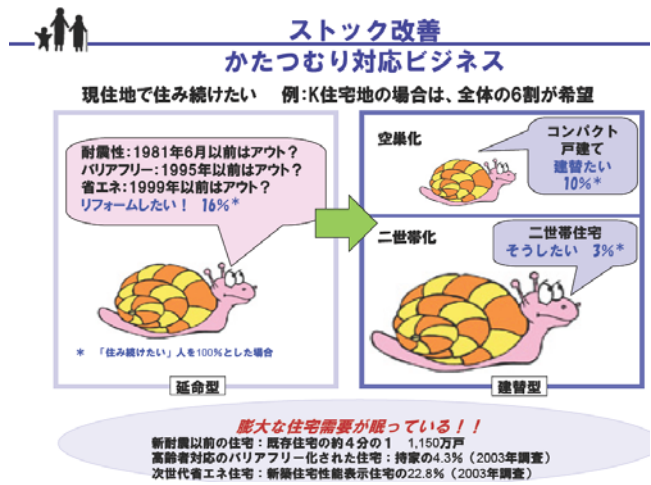 ストック改善
かたつむり対応ビジネス
現住地で住み続けたい 例:K住宅地の場合は、全体の6割が希望
耐震性:1981年6月以前はアウト?
バリアフリー:1995年以前はアウト?
省エネ:1999年以前はアウト?
リフォームしたい! 16%*
* 「住み続けたい」人を100%とした場合
延命型
空巣化
コンパクト
戸建て
建替たい
10%*
二世帯化
二世帯住宅
そうしたい 3%*
建替型
膨大な住宅需要が眠っている!!
新耐震以前の住宅:既存住宅の約4分の1 1,150万戸
高齢者対応のバリアフリー化された住宅:持家の4.3%(2003年調査)
次世代省エネ住宅:新築住宅性能表示住宅の22.8%(2003年調査)